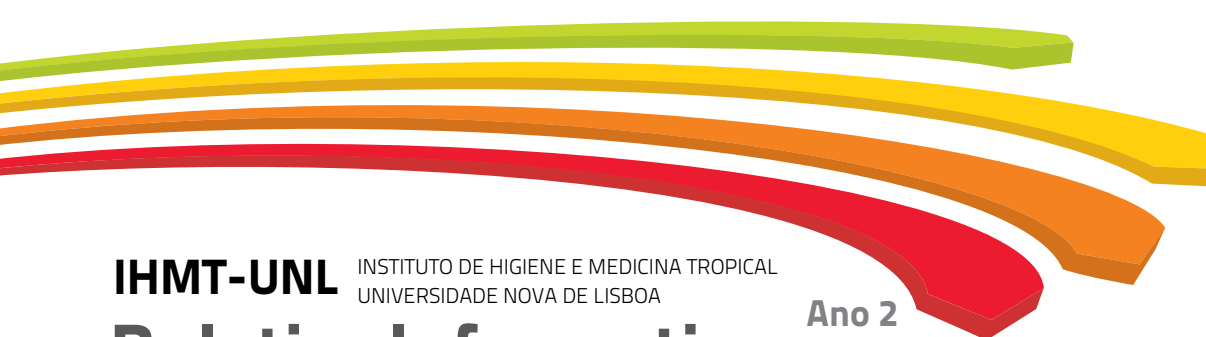 IHMT-UNL
INSTITUTO DE HIGIENE E MEDICINA TROPICAL
UNIVERSIDADE NOVA DE LISBOA
Ano 2